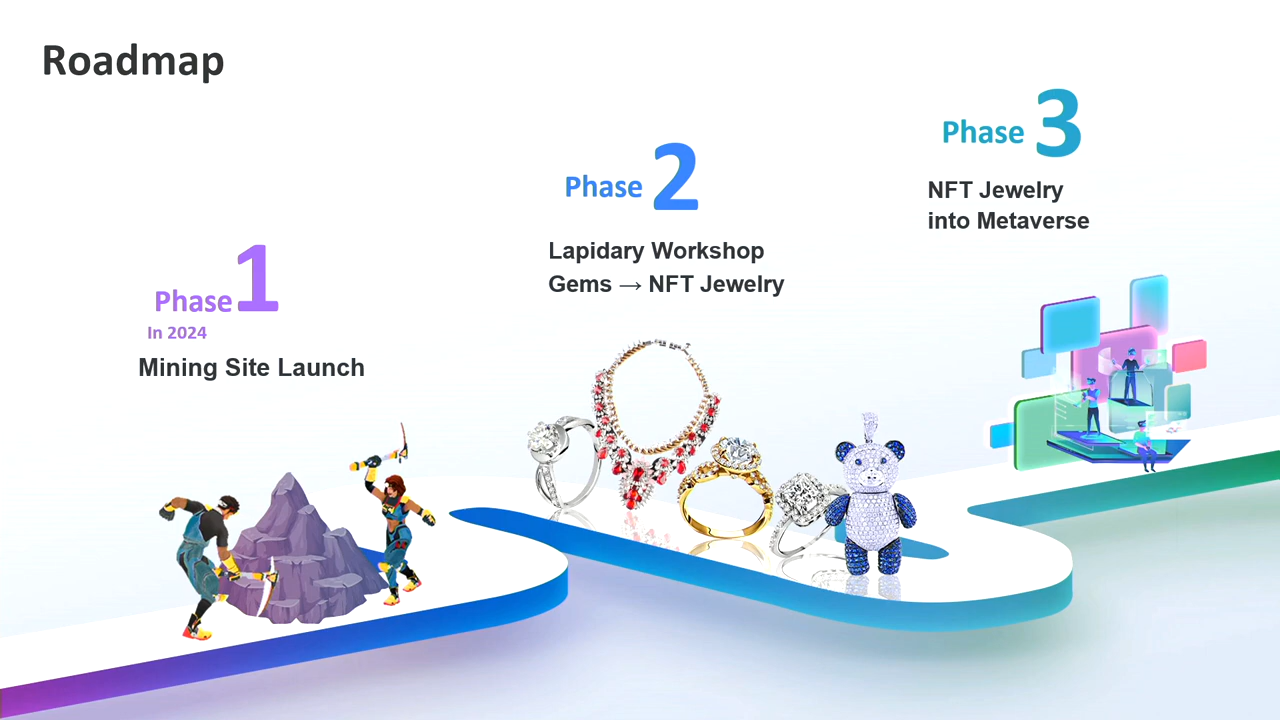 Roadmap
Phase 1
In 2024
Mining Site Launch
Phase 2
Lapidary Workshop
Gems → NFT Jewelry
Phase 3
NFT Jewelry
into Metaverse